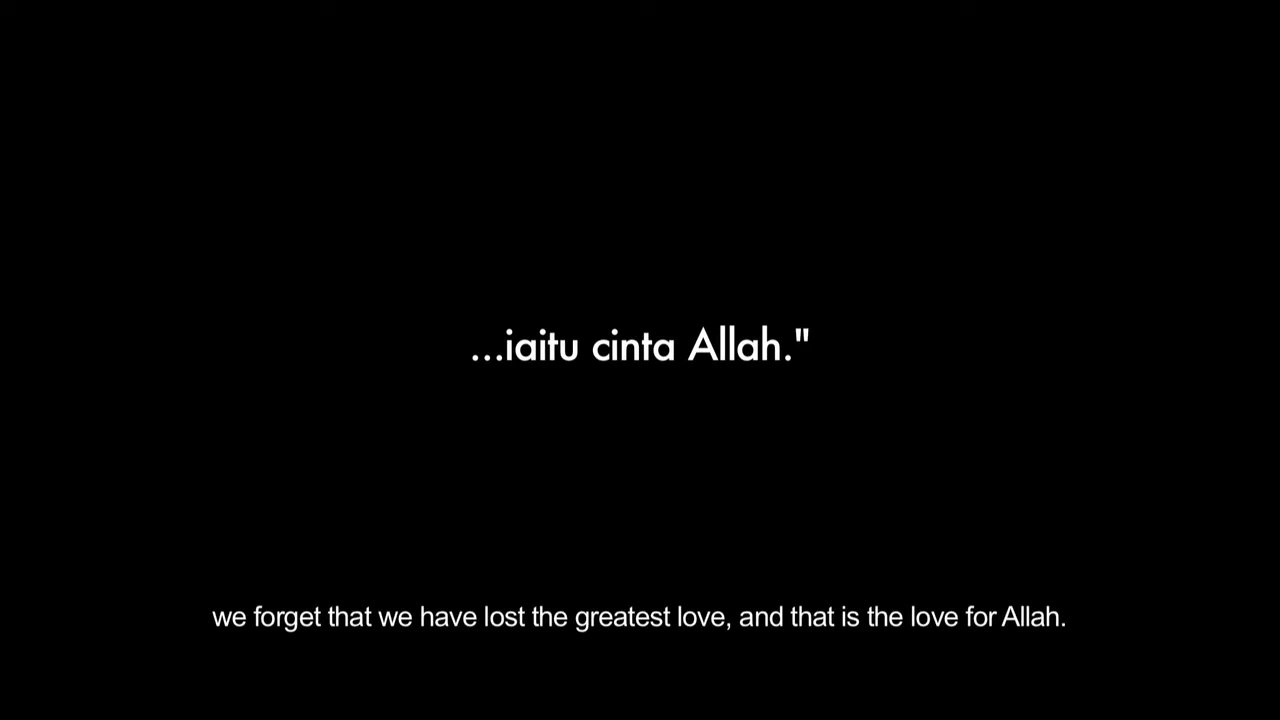 ...iaitu cinta Allah."
we forget that we have lost the greatest love, and that is the love for Allah.